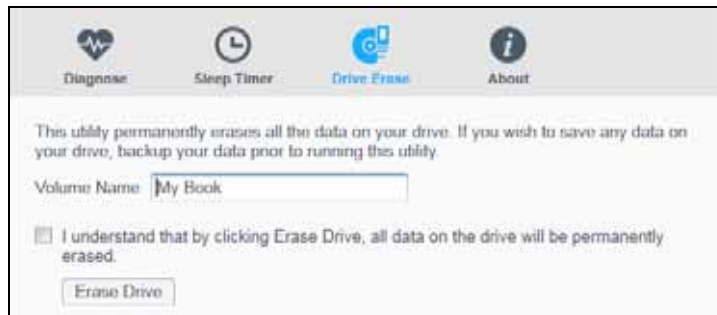 Diagnose Sleep Timer Drive Erase About
This utility permanently erases all the data on your drive. If you wish to save any data on
your drive, backup your data prior to running this utility.
Volume Name My Book
I understand that by clicking Erase Drive, all data on the drive will be permanently
erased.
Erase Drive